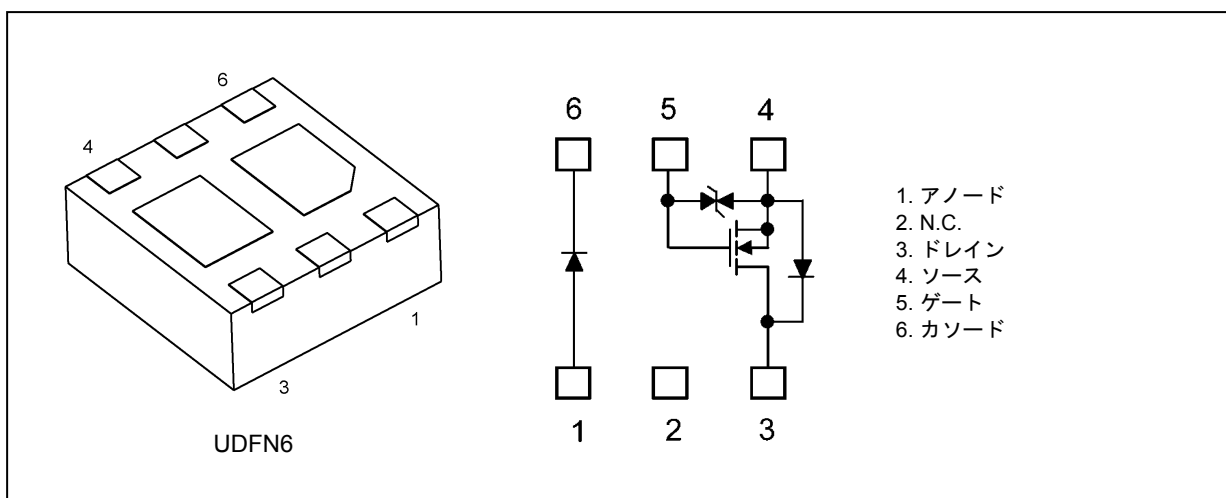 6
4
1
3
UDFN6
6 5 4
1 2 3
1. アノード
2. N.C.
3. ドレイン
4. ソース
5. ゲート
6. カソード